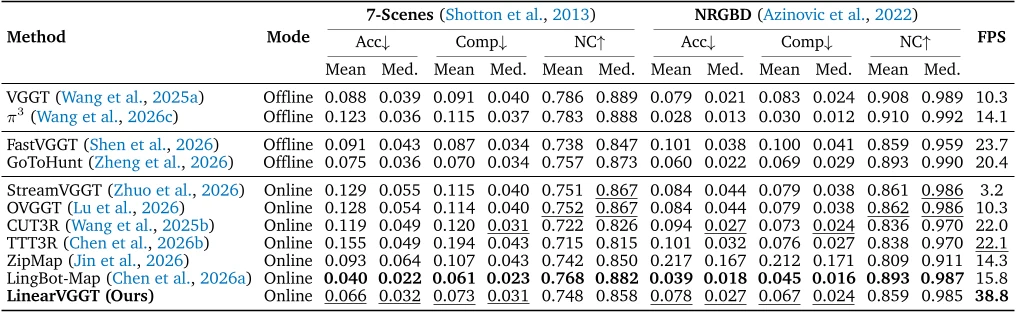 7-Scenes (Shotton et al., 2013) NRGBD (Azinovic et al., 2022)
Method Mode Acc↓ Comp↓ NC↑ Acc↓ Comp↓ NC↑ FPS
Mean Med. Mean Med. Mean Med. Mean Med. Mean Med. Mean Med.
VGGT (Wang et al., 2025a) Offline 0.088 0.039 0.091 0.040 0.786 0.889 0.079 0.021 0.083 0.024 0.908 0.989 10.3
π³ (Wang et al., 2026c) Offline 0.123 0.036 0.115 0.037 0.783 0.888 0.028 0.013 0.030 0.012 0.910 0.992 14.1
FastVGGT (Shen et al., 2026) Offline 0.091 0.043 0.087 0.034 0.738 0.847 0.101 0.038 0.100 0.041 0.859 0.959 23.7
GoToHunt (Zheng et al., 2026) Offline 0.075 0.036 0.070 0.034 0.757 0.873 0.060 0.022 0.069 0.029 0.893 0.990 20.4
StreamVGGT (Zhuo et al., 2026) Online 0.129 0.055 0.115 0.040 0.751 0.867 0.084 0.044 0.079 0.038 0.861 0.986 3.2
OVGGT (Lu et al., 2026) Online 0.128 0.054 0.114 0.040 0.752 0.867 0.084 0.044 0.079 0.038 0.862 0.986 10.3
CUT3R (Wang et al., 2025b) Online 0.119 0.049 0.120 0.031 0.722 0.826 0.094 0.027 0.073 0.024 0.836 0.970 22.0
TTT3R (Chen et al., 2026b) Online 0.155 0.049 0.194 0.043 0.715 0.815 0.101 0.032 0.076 0.027 0.838 0.970 22.1
ZipMap (Jin et al., 2026) Online 0.093 0.064 0.107 0.043 0.742 0.850 0.217 0.167 0.212 0.171 0.809 0.911 14.3
LingBot-Map (Chen et al., 2026a) Online 0.040 0.022 0.061 0.023 0.768 0.882 0.039 0.018 0.045 0.016 0.893 0.987 15.8
LinearVGGT (Ours) Online 0.066 0.032 0.073 0.031 0.748 0.858 0.078 0.027 0.067 0.024 0.859 0.985 38.8